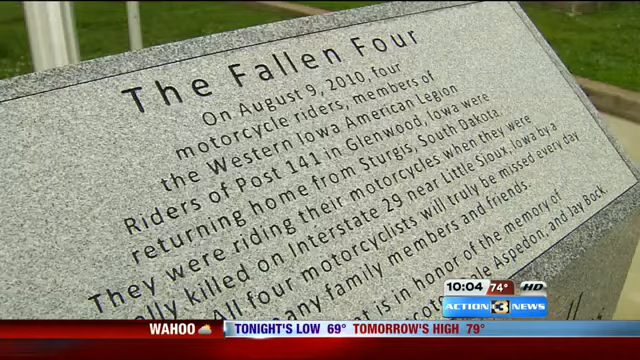 The Fallen Four
On August 9, 2010, four
motorcycle riders, members of
the Western Iowa American Legion
Riders of Post 141 in Glenwood, Iowa were
returning home from Sturgis, South Dakota.
They were riding their motorcycles when they were
killed on Interstate 29 near Little Sioux, Iowa by a
All four motorcyclists will truly be missed every day
family members and friends.
is in honor of the memory of
Aspedon, and Jay Bock.
10:04 74° HD
ACTION 3 NEWS
WAHOO TONIGHT'S LOW 69° TOMORROW'S HIGH 79°